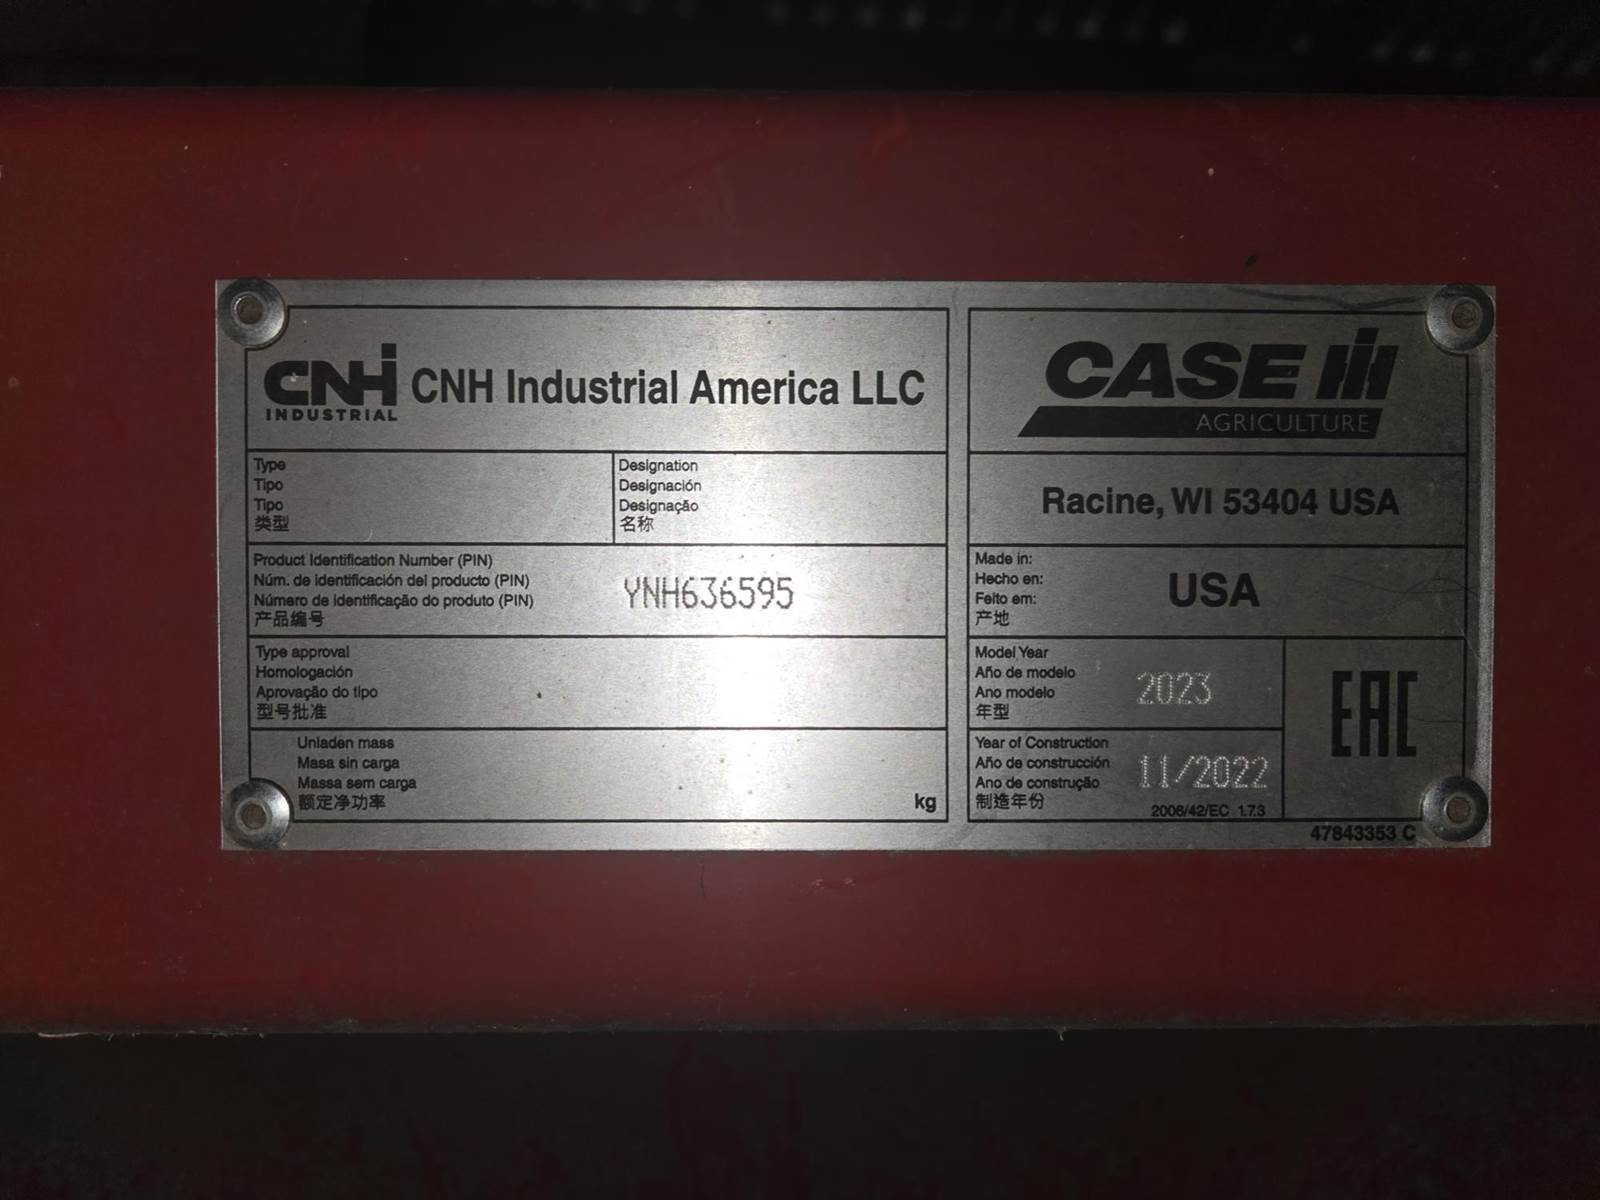 CNH INDUSTRIAL CNH Industrial America LLC
Type
Tipo
Tipo
类型
Designation
Designación
Designação
名称
Product Identification Number (PIN)
Núm. de identificación del producto (PIN)
Número de identificação do produto (PIN)
产品编号
YNH636595
Type approval
Homologación
Aprovação do tipo
型号批准
Unladen mass
Masa sin carga
Massa sem carga
额定净功率
kg
CASE IH
AGRICULTURE
Racine, WI 53404 USA
Made in:
Hecho en:
Feito em:
产地
USA
Model Year
Año de modelo
Ano modelo
年型
2023
Year of Construction
Año de construcción
Ano de construção
制造年份
11/2022
2006/42/EC 1.7.3
EAC
47843353 C